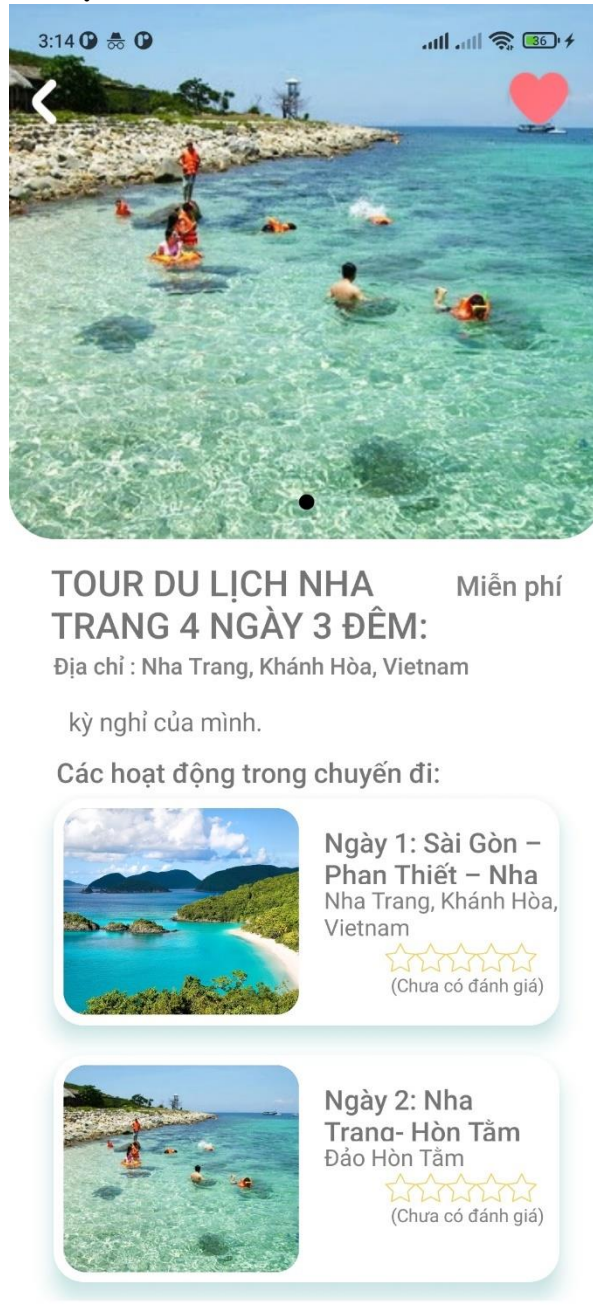 3:14
36
TOUR DU LỊCH NHA
Miễn phí
TRANG 4 NGÀY 3 ĐÊM:
Địa chỉ : Nha Trang, Khánh Hòa, Vietnam
kỳ nghỉ của mình.
Các hoạt động trong chuyến đi:
Ngày 1: Sài Gòn –
Phan Thiết – Nha
Nha Trang, Khánh Hòa,
Vietnam
(Chưa có đánh giá)
Ngày 2: Nha
Trang- Hòn Tằm
Đảo Hòn Tằm
(Chưa có đánh giá)